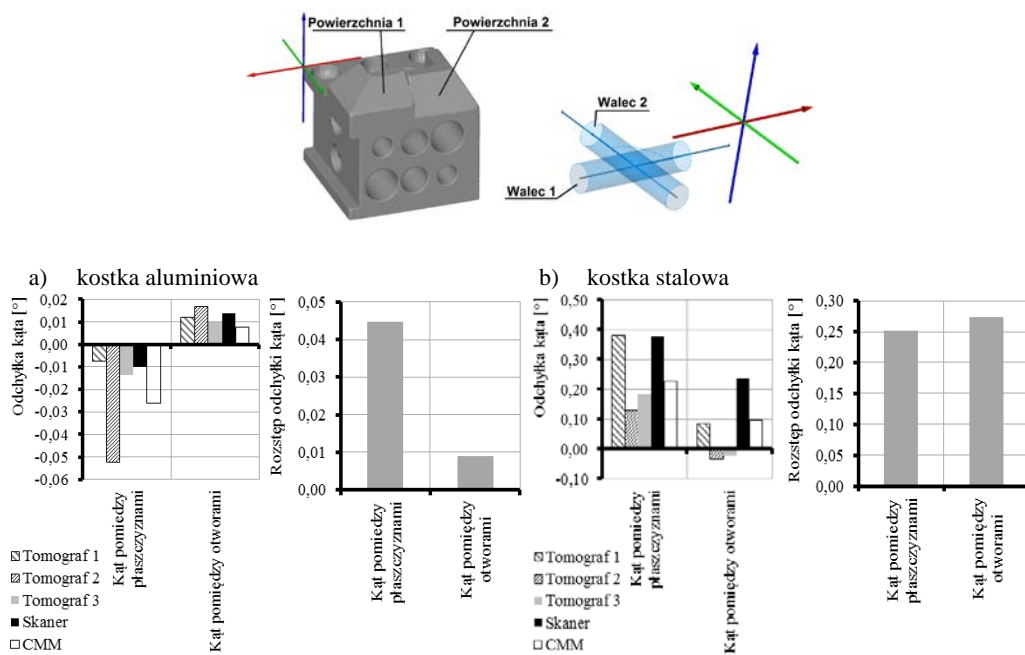 Powierzchnia 1
Powierzchnia 2
Walec 2
Walec 1
a) kostka aluminiowa
Odchyłka kąta [°]
0,02
0,01
0,00
-0,01
-0,02
-0,03
-0,04
-0,05
-0,06
Kąt pomiedzy
płaszczyznami
Kąt pomiędzy otworami
Tomograf 1
Tomograf 2
Tomograf 3
Skaner
CMM
Rozstęp odchyłki kąta [°]
0,05
0,04
0,03
0,02
0,01
0,00
Kąt pomiedzy
płaszczyznami
Kąt pomiędzy
otworami
b) kostka stalowa
Odchyłka kąta [°]
0,50
0,40
0,30
0,20
0,10
0,00
-0,10
Kąt pomiedzy
płaszczyznami
Kąt pomiędzy otworami
Tomograf 1
Tomograf 2
Tomograf 3
Skaner
CMM
Rozstęp odchyłki kąta [°]
0,30
0,25
0,20
0,15
0,10
0,05
0,00
Kąt pomiedzy
płaszczyznami
Kąt pomiędzy
otworami